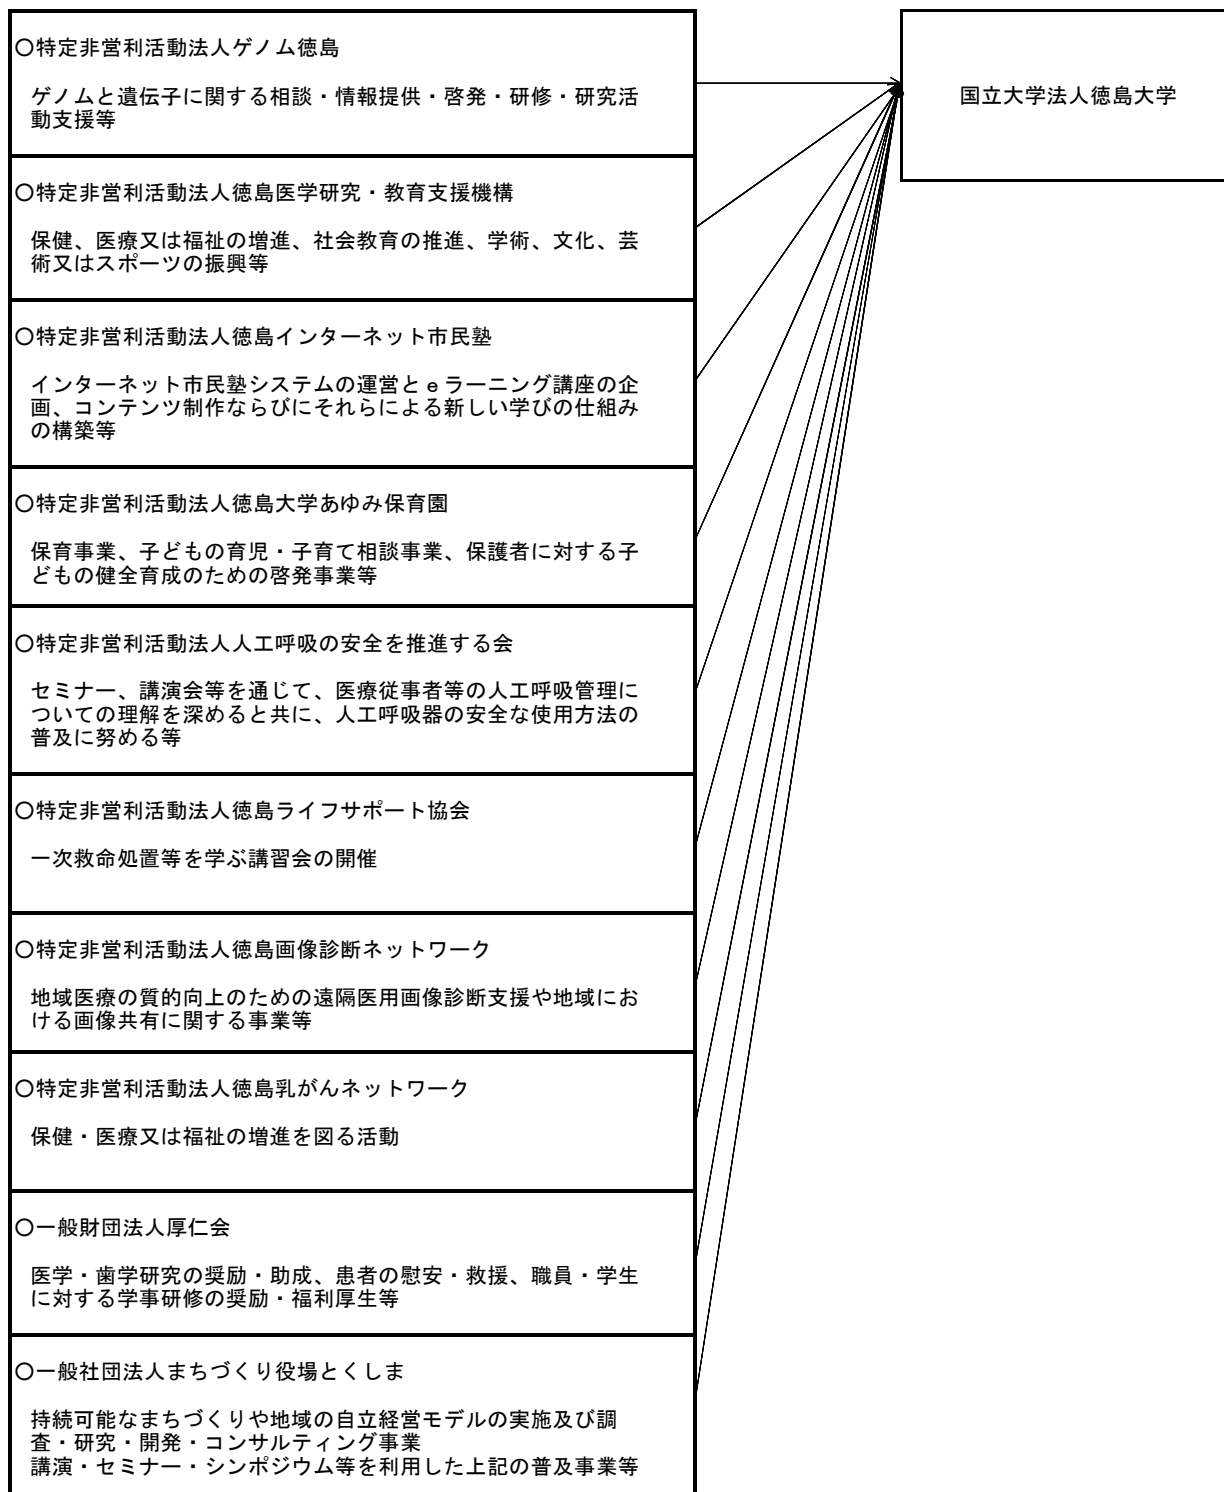 〇特定非営利活動法人ゲノム徳島
ゲノムと遺伝子に関する相談・情報提供・啓発・研修・研究活
動支援等
国立大学法人徳島大学
〇特定非営利活動法人徳島医学研究・教育支援機構
保健、医療又は福祉の増進、社会教育の推進、学術、文化、芸
術又はスポーツの振興等
〇特定非営利活動法人徳島インターネット市民塾
インターネット市民塾システムの運営とｅラーニング講座の企
画、コンテンツ制作ならびにそれらによる新しい学びの仕組み
の構築等
〇特定非営利活動法人徳島大学あゆみ保育園
保育事業、子どもの育児・子育て相談事業、保護者に対する子
どもの健全育成のための啓発事業等
〇特定非営利活動法人人工呼吸の安全を推進する会
セミナー、講演会等を通じて、医療従事者等の人工呼吸管理に
ついての理解を深めると共に、人工呼吸器の安全な使用方法の
普及に努める等
〇特定非営利活動法人徳島ライフサポート協会
一次救命処置等を学ぶ講習会の開催
〇特定非営利活動法人徳島画像診断ネットワーク
地域医療の質的向上のための遠隔医用画像診断支援や地域にお
ける画像共有に関する事業等
〇特定非営利活動法人徳島乳がんネットワーク
保健・医療又は福祉の増進を図る活動
〇一般財団法人厚仁会
医学・歯学研究の奨励・助成、患者の慰安・救援、職員・学生
に対する学事研修の奨励・福利厚生等
〇一般社団法人まちづくり役場とくしま
持続可能なまちづくりや地域の自立経営モデルの実施及び調
査・研究・開発・コンサルティング事業
講演・セミナー・シンポジウム等を利用した上記の普及事業等